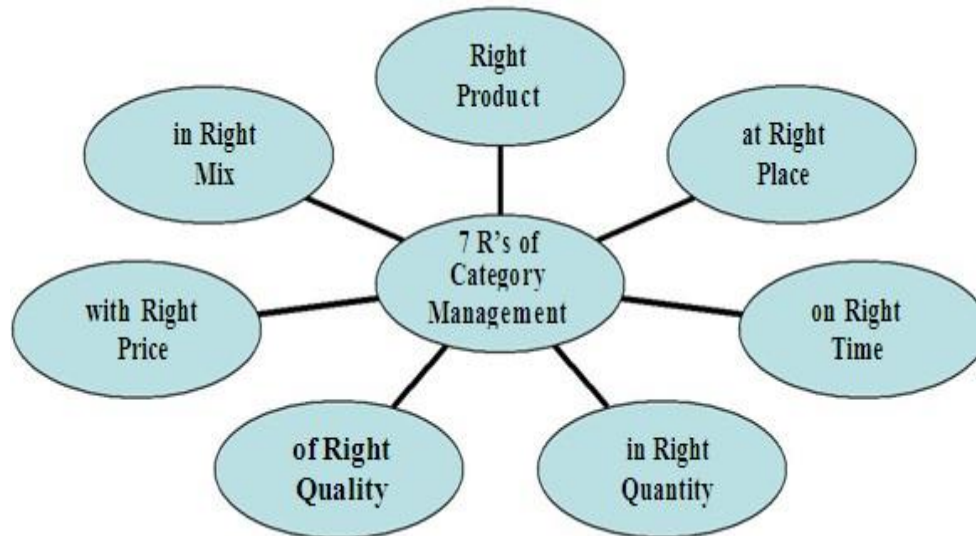 Right
Product
at Right
Place
on Right
Time
in Right
Quantity
of Right
Quality
with Right
Price
in Right
Mix
7 R’s of
Category
Management